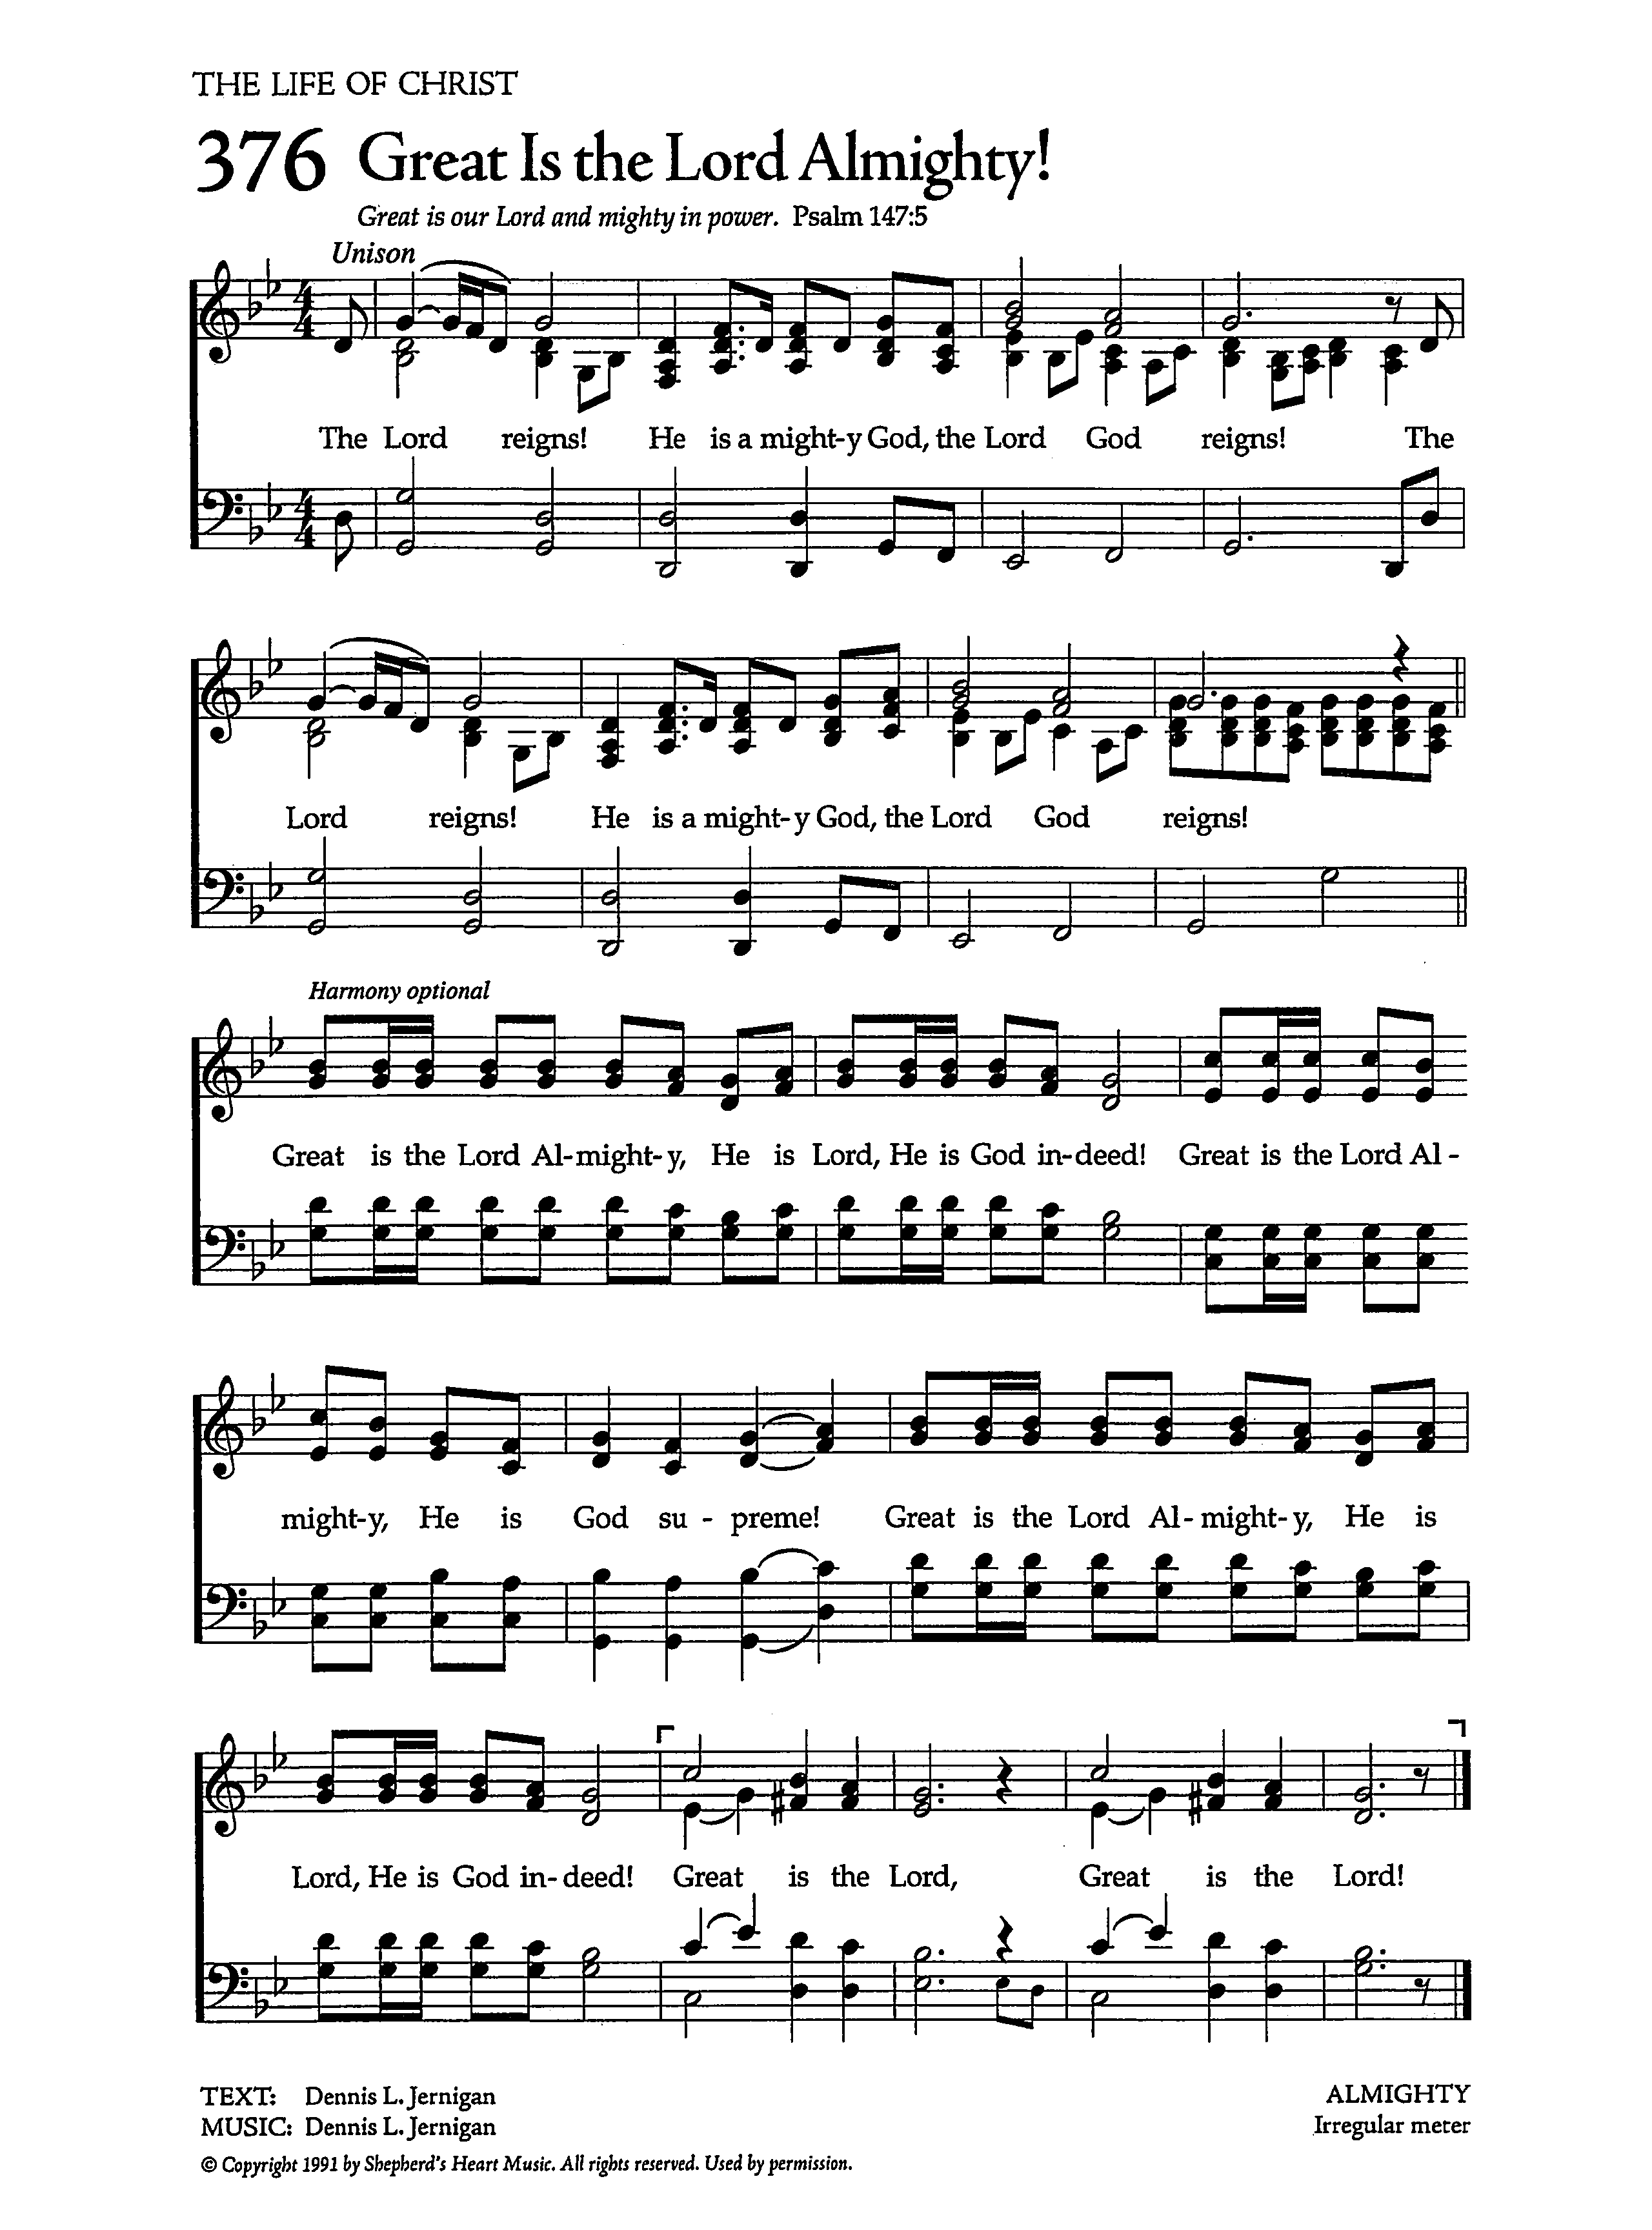 THE LIFE OF CHRIST
376 Great Is the Lord Almighty!
Great is our Lord and mighty in power. Psalm 147:5
Unison
The Lord reigns! He is a might-y God, the Lord God reigns! The
Lord reigns! He is a might-y God, the Lord God reigns!
Harmony optional
Great is the Lord Al-might-y, He is Lord, He is God in-deed! Great is the Lord Al-
might-y, He is God su-preme! Great is the Lord Al-might-y, He is
Lord, He is God in-deed! Great is the Lord, Great is the Lord!
TEXT: Dennis L. Jernigan
MUSIC: Dennis L. Jernigan
ALMIGHTY
Irregular meter
© Copyright 1991 by Shepherd's Heart Music. All rights reserved. Used by permission.